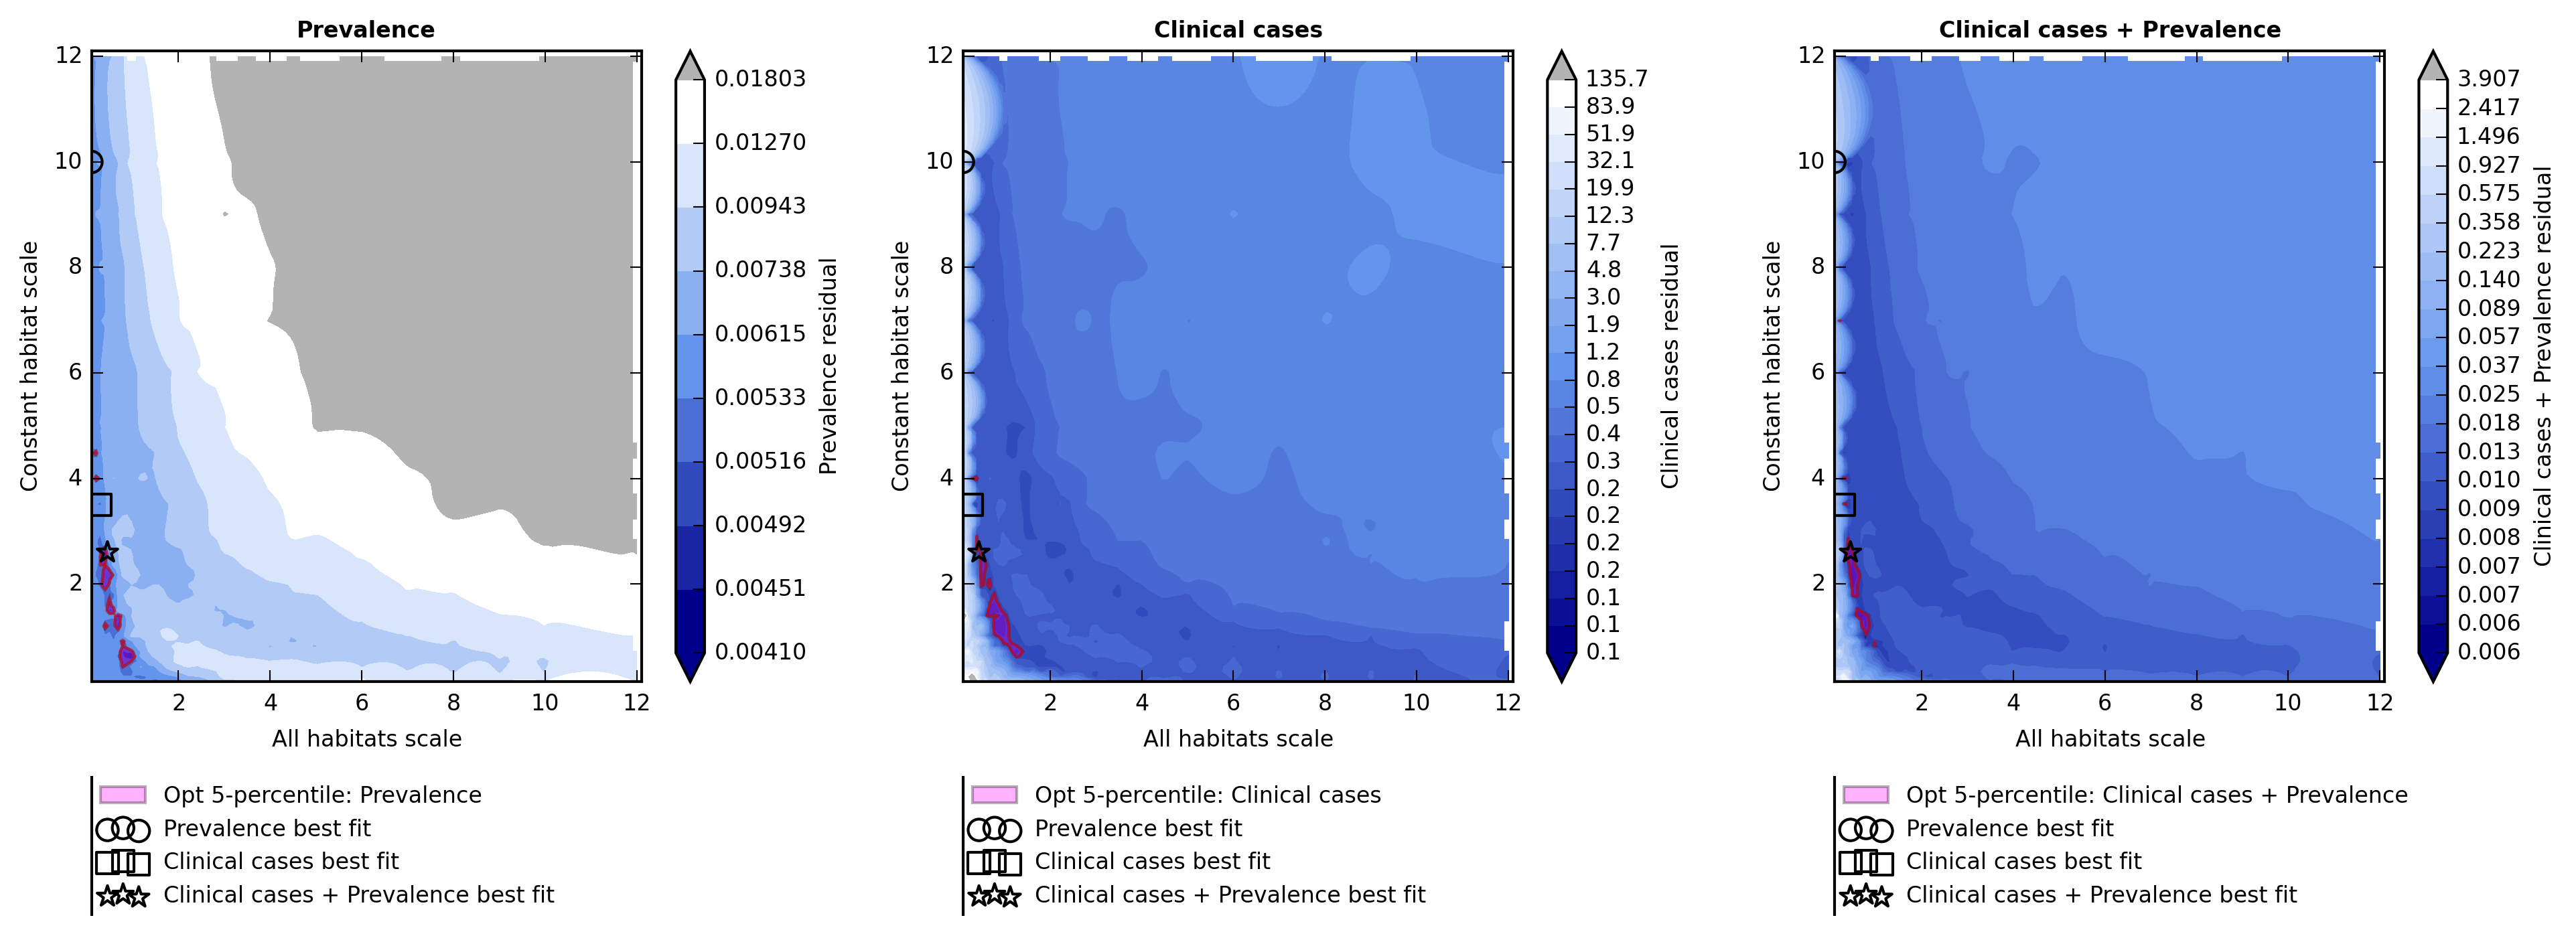 Prevalence
Constant habitat scale
12
10
8
6
4
2
2 4 6 8 10 12
All habitats scale
0.01803
0.01270
0.00943
0.00738
0.00615
0.00533
0.00516
0.00492
0.00451
0.00410
Prevalence residual
Opt 5-percentile: Prevalence
Prevalence best fit
Clinical cases best fit
Clinical cases + Prevalence best fit
Clinical cases
Constant habitat scale
12
10
8
6
4
2
2 4 6 8 10 12
All habitats scale
135.7
83.9
51.9
32.1
19.9
12.3
7.7
4.8
3.0
1.9
1.2
0.8
0.5
0.4
0.3
0.2
0.2
0.2
0.2
0.1
0.1
0.1
Clinical cases residual
Opt 5-percentile: Clinical cases
Prevalence best fit
Clinical cases best fit
Clinical cases + Prevalence best fit
Clinical cases + Prevalence
Constant habitat scale
12
10
8
6
4
2
2 4 6 8 10 12
All habitats scale
3.907
2.417
1.496
0.927
0.575
0.358
0.223
0.140
0.089
0.057
0.037
0.025
0.018
0.013
0.010
0.009
0.008
0.007
0.007
0.006
0.006
Clinical cases + Prevalence residual
Opt 5-percentile: Clinical cases + Prevalence
Prevalence best fit
Clinical cases best fit
Clinical cases + Prevalence best fit